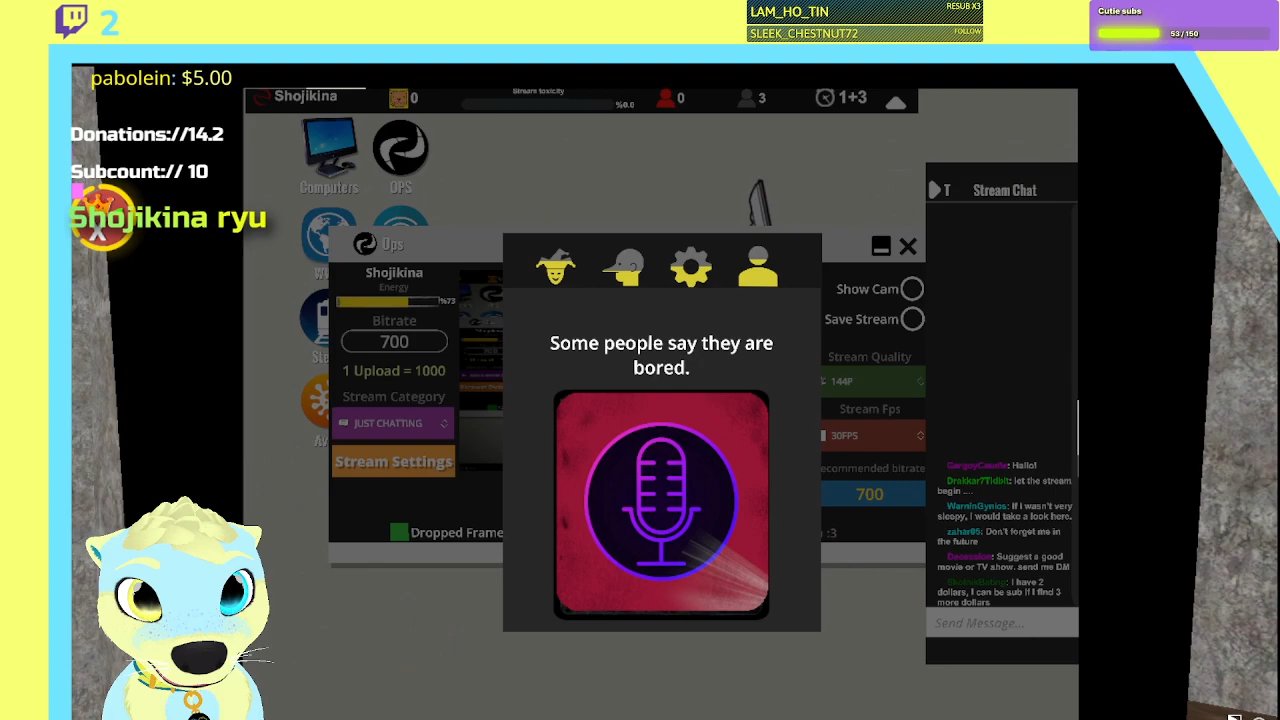 2
LAM_HO_TIN
RESUB X3
SLEEK_CHESTNUT72
FOLLOW
Cutie subs
53 / 150
pabolein: $5.00
Donations://14.2
Subcount:// 10
Shojikina ryu
Shojikina
0
Stream toxicity
%0.0
0
3
1+3
Computers
OPS
Ops
Shojikina
Energy
%73
Bitrate
700
1 Upload = 1000
Stream Category
JUST CHATTING
Stream Settings
Dropped Frame
Some people say they are
bored.
Show Cam
Save Stream
Stream Quality
144P
Stream Fps
30FPS
ecommended bitrate
700
:3
T
Stream Chat
: Hallo!
Drakkar7Tidbit: let the stream
begin ....
WarninGynios: If i wasn't very
sleepy, I would take a look here.
zahar05: Don't forget me in
the future
: Suggest a good
movie or TV show. send me DM
: I have 2
dollars, I can be sub if I find 3
more dollars
Send Message...